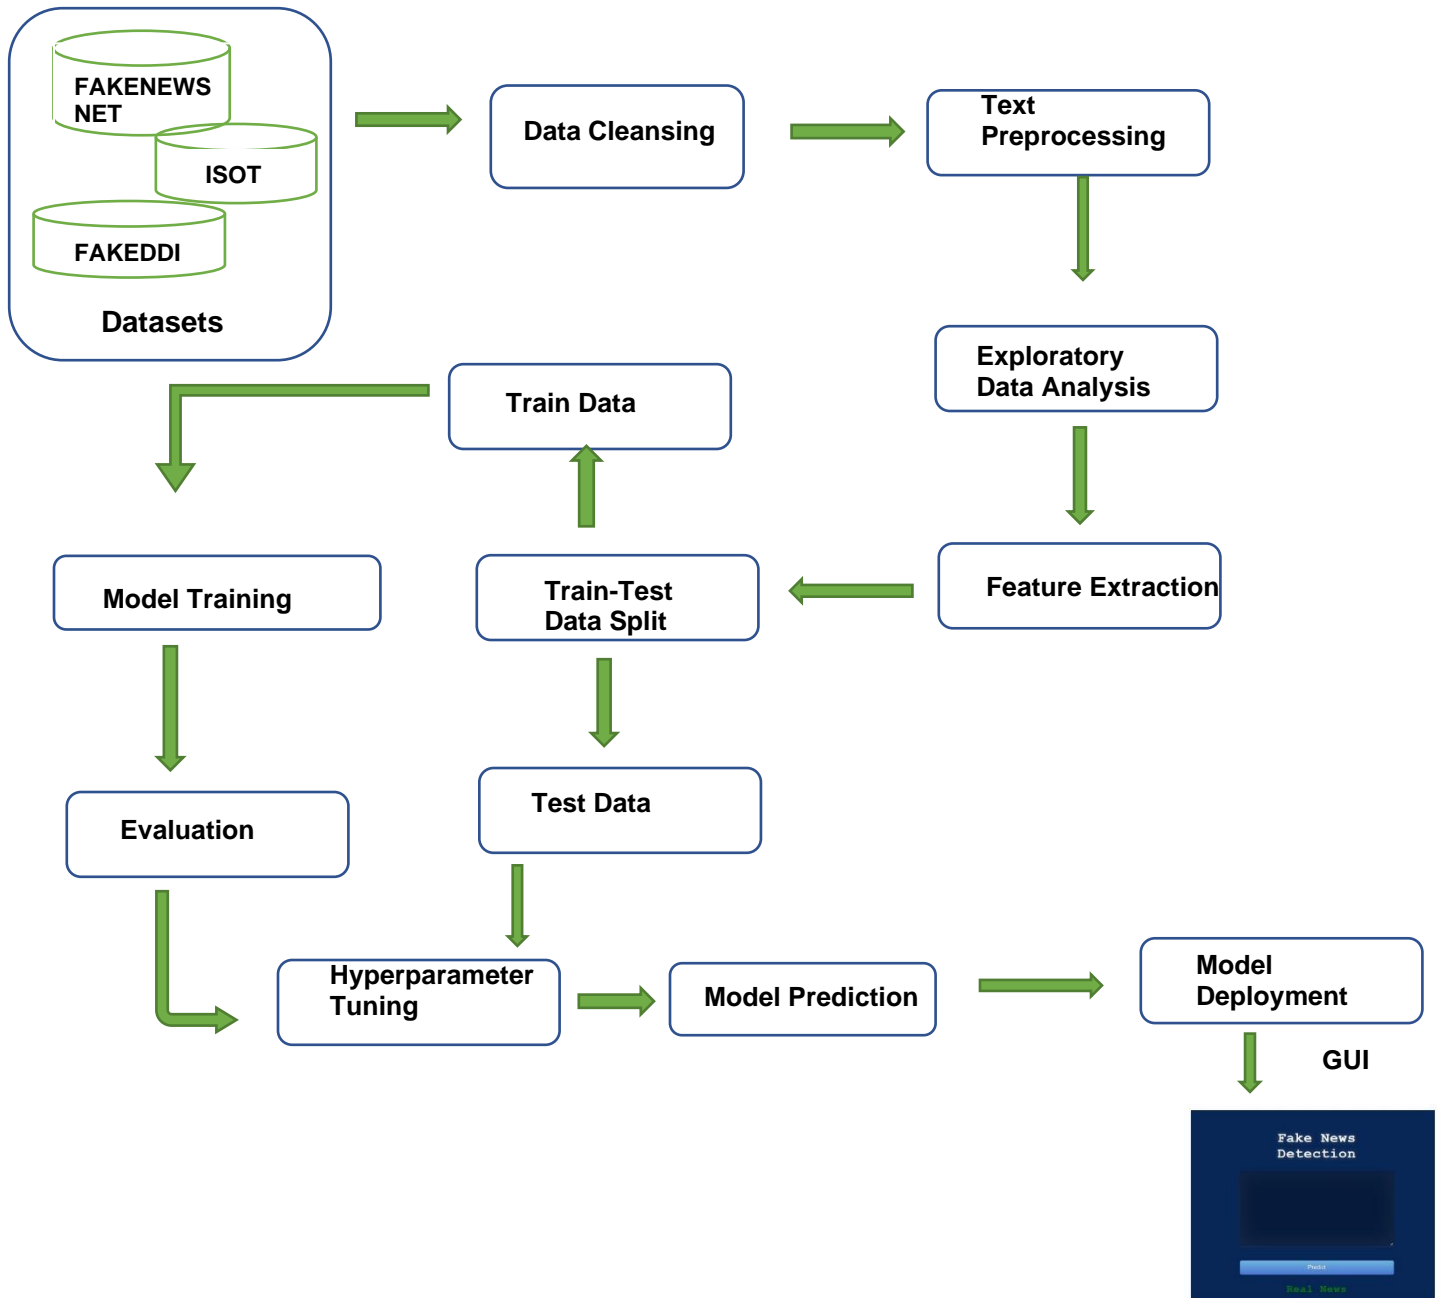 FAKENEWS
NET
ISOT
FAKEDDI
Datasets
Data Cleansing
Text
Preprocessing
Exploratory
Data Analysis
Train Data
Model Training
Train-Test
Data Split
Feature Extraction
Evaluation
Test Data
Hyperparameter
Tuning
Model Prediction
Model
Deployment
GUI
Fake News
Detection
Predict
Real News